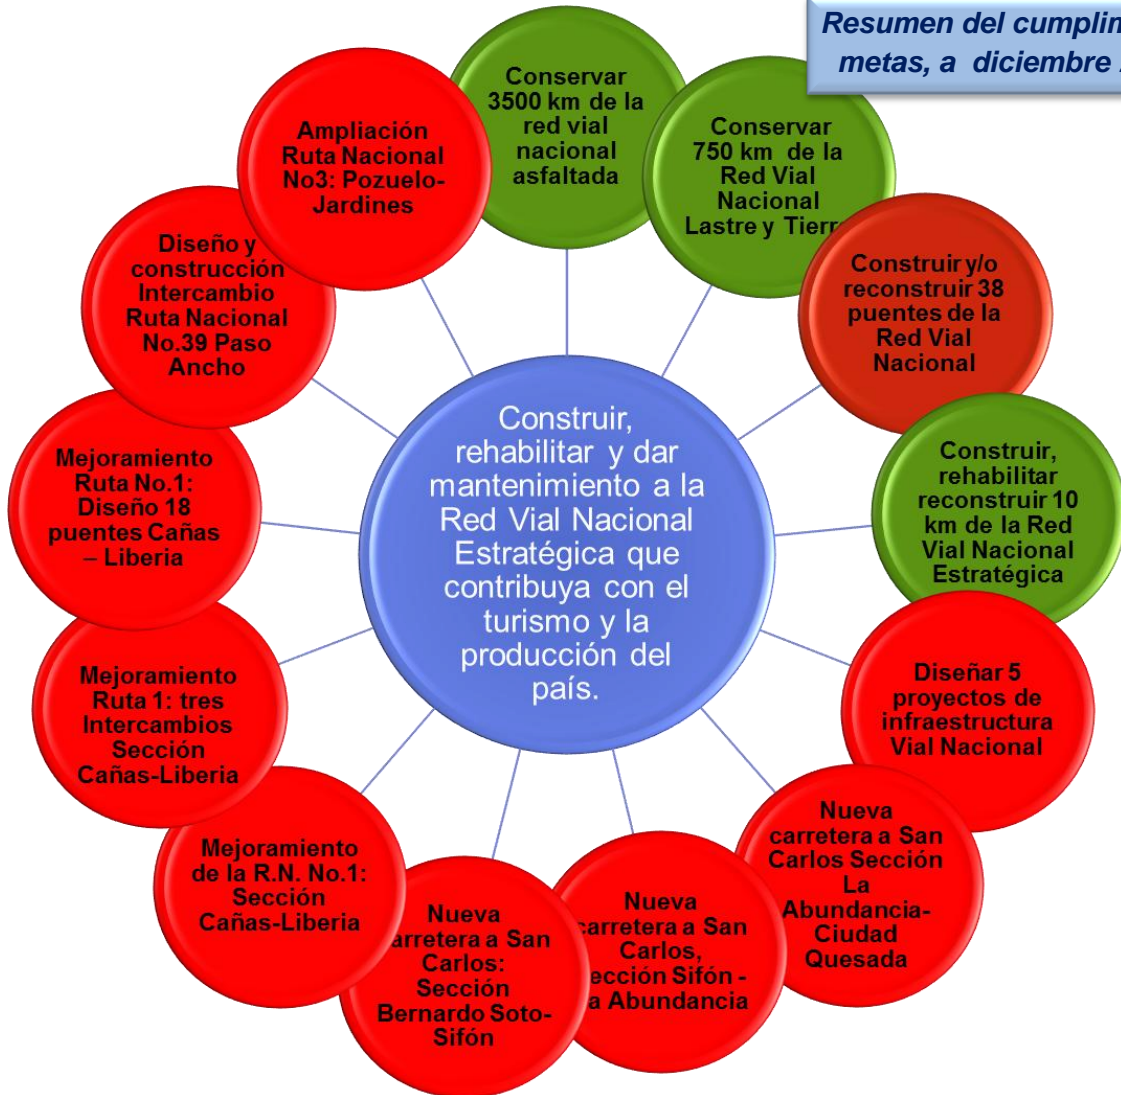 Resumen del
metas, a diciembre
Conservar
3500 km de la
red vial
nacional
asfaltada
Conservar
750 km de la
Red Vial
Nacional
Lastre y
Construir y/o
reconstruir 38
puentes de la
Red Vial
Nacional
Construir,
rehabilitar
reconstruir 10
km de la Red
Vial Nacional
Estratégica
Diseñar 5
proyectos de
infraestructura
Vial Nacional
Nueva
carretera a San
Carlos Sección
La
Abundancia-
Ciudad
Quesada
Nueva
carretera a San
Carlos,
Sifón -
Abundancia
Nueva
a San
Carlos:
Sección
Bernardo Soto-
Sifón
Mejoramiento
de la R.N. No.1:
Sección
Cañas-Liberia
Mejoramiento
Ruta 1: tres
Intercambios
Sección
Cañas-Liberia
Mejoramiento
Ruta No.1:
Diseño 18
puentes Cañas
– Liberia
Diseño y
construcción
Intercambio
Ruta Nacional
No.39 Paso
Ancho
Ampliación
Ruta Nacional
No3: Pozuelo-
Jardines
Construir,
rehabilitar y dar
mantenimiento a la
Red Vial Nacional
Estratégica que
contribuya con el
turismo y la
producción del
país.